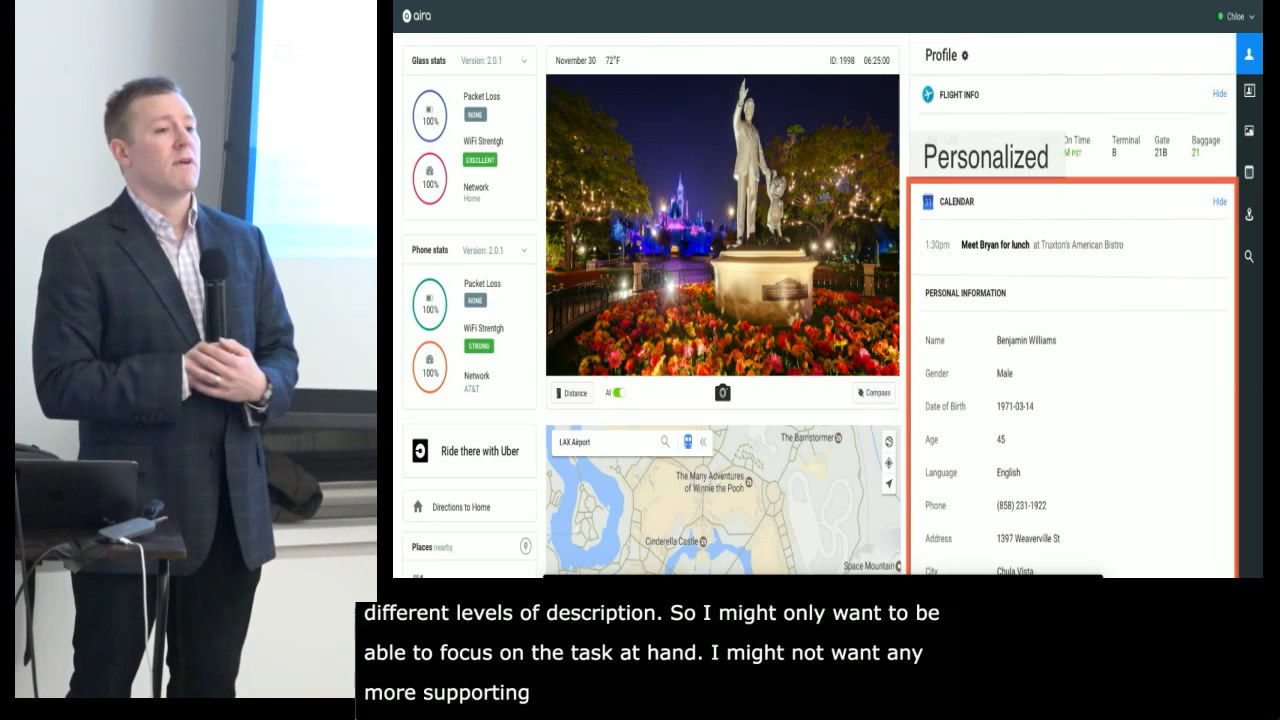 aira
Chloe
Glass stats Version: 2.0.1
100%
Packet Loss
NONE
WiFi Strentgh
EXECLLENT
100%
Network
Home
Phone stats Version: 2.0.1
100%
Packet Loss
NONE
WiFi Strentgh
STRONG
100%
Network
AT&T
Ride there with Uber
Directions to Home
Places nearby
November 30 72°F ID: 1998 06:25:00
Distance AI Compass
LAX Airport
The Barnstormer
The Many Adventures
of Winnie the Pooh
Cinderella Castle
Space Mountain
Profile
FLIGHT INFO Hide
On Time Terminal Gate Baggage
PST B 21B 21
Personalized
31 CALENDAR Hide
1:30pm Meet Bryan for lunch at Truxton's American Bistro
PERSONAL INFORMATION
Name Benjamin Williams
Gender Male
Date of Birth 1971-03-14
Age 45
Language English
Phone (858) 231-1922
Address 1397 Weaverville St
City Chula Vista
different levels of description. So I might only want to be
able to focus on the task at hand. I might not want any
more supporting